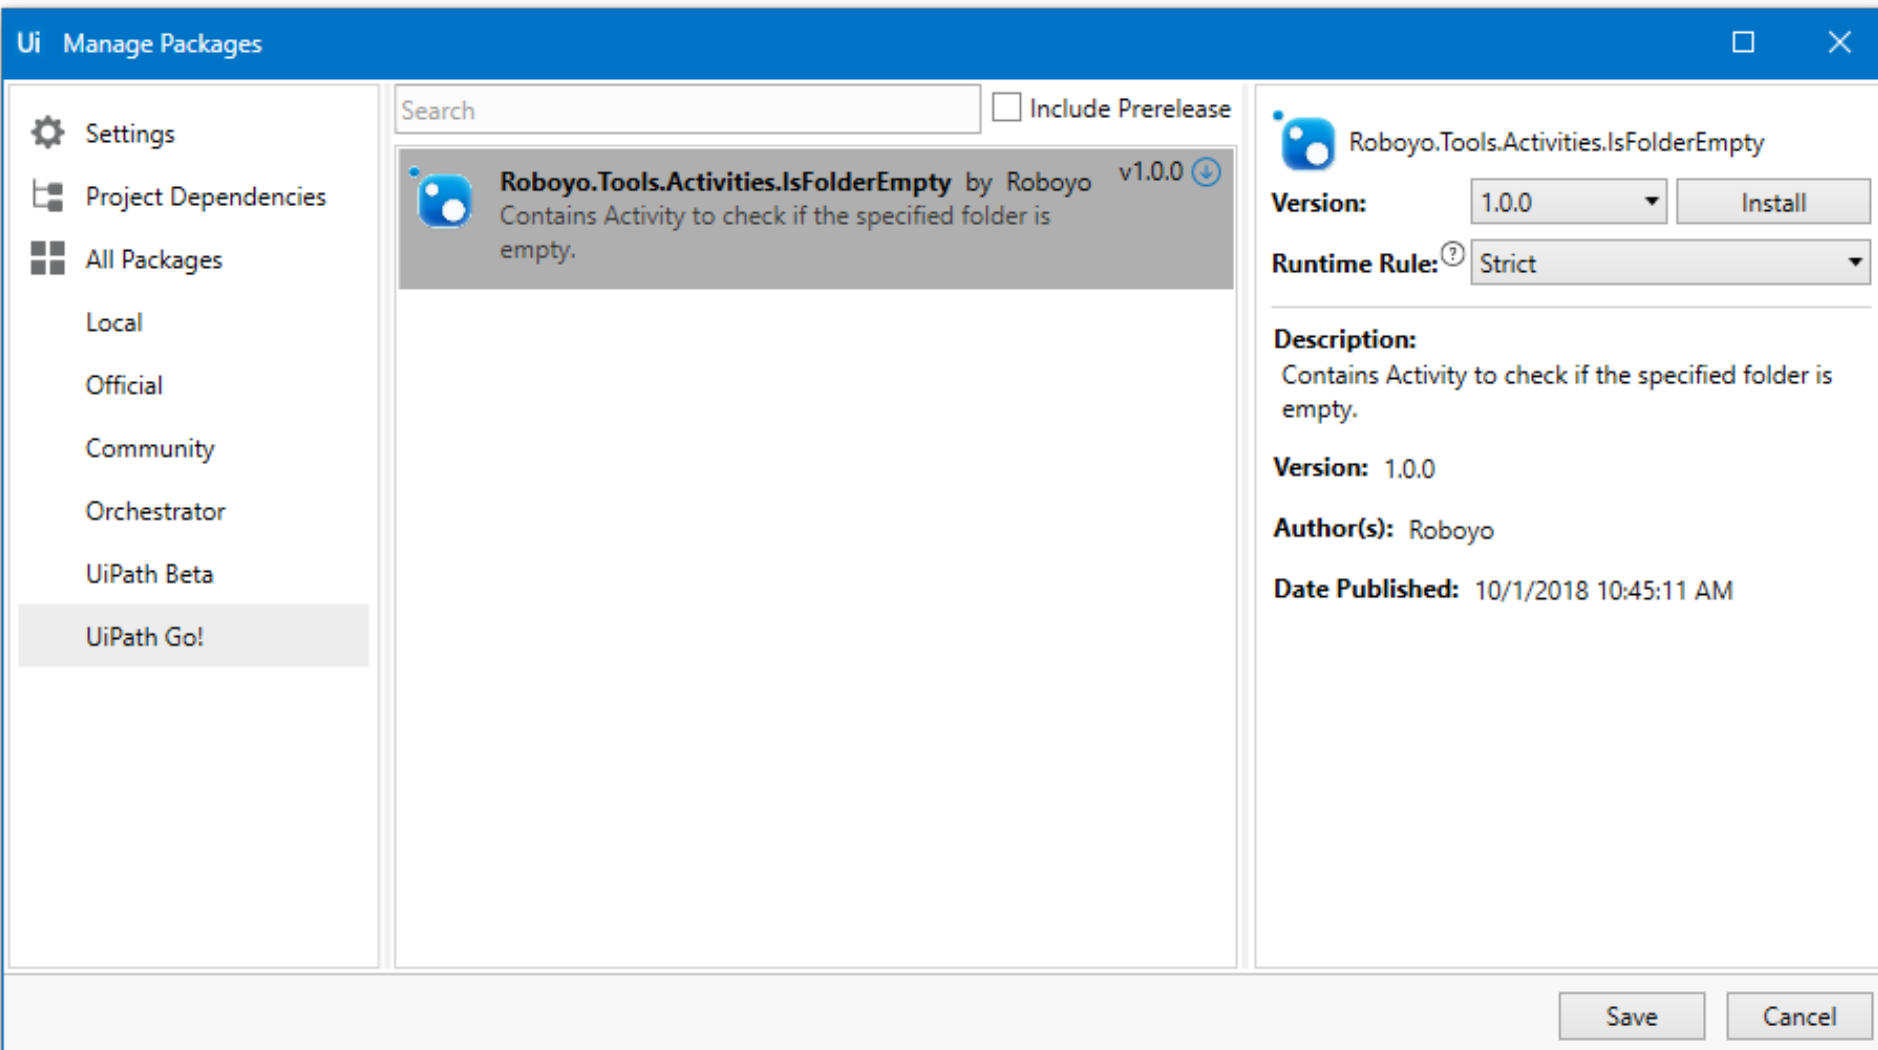 Ui Manage Packages
Settings
Project Dependencies
All Packages
Local
Official
Community
Orchestrator
UiPath Beta
UiPath Go!
Search
Include Prerelease
Roboyo.Tools.Activities.IsFolderEmpty by Roboyo v1.0.0
Contains Activity to check if the specified folder is
empty.
Roboyo.Tools.Activities.IsFolderEmpty
Version: 1.0.0 Install
Runtime Rule: ? Strict
Description:
Contains Activity to check if the specified folder is
empty.
Version: 1.0.0
Author(s): Roboyo
Date Published: 10/1/2018 10:45:11 AM
Save Cancel